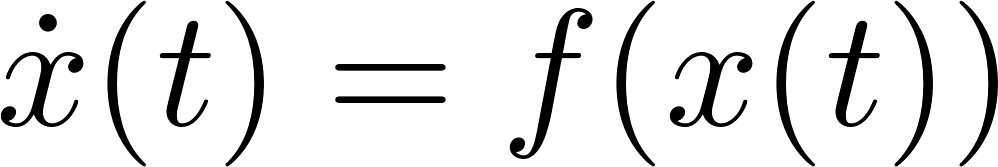 ẋ(t) = f(x(t))